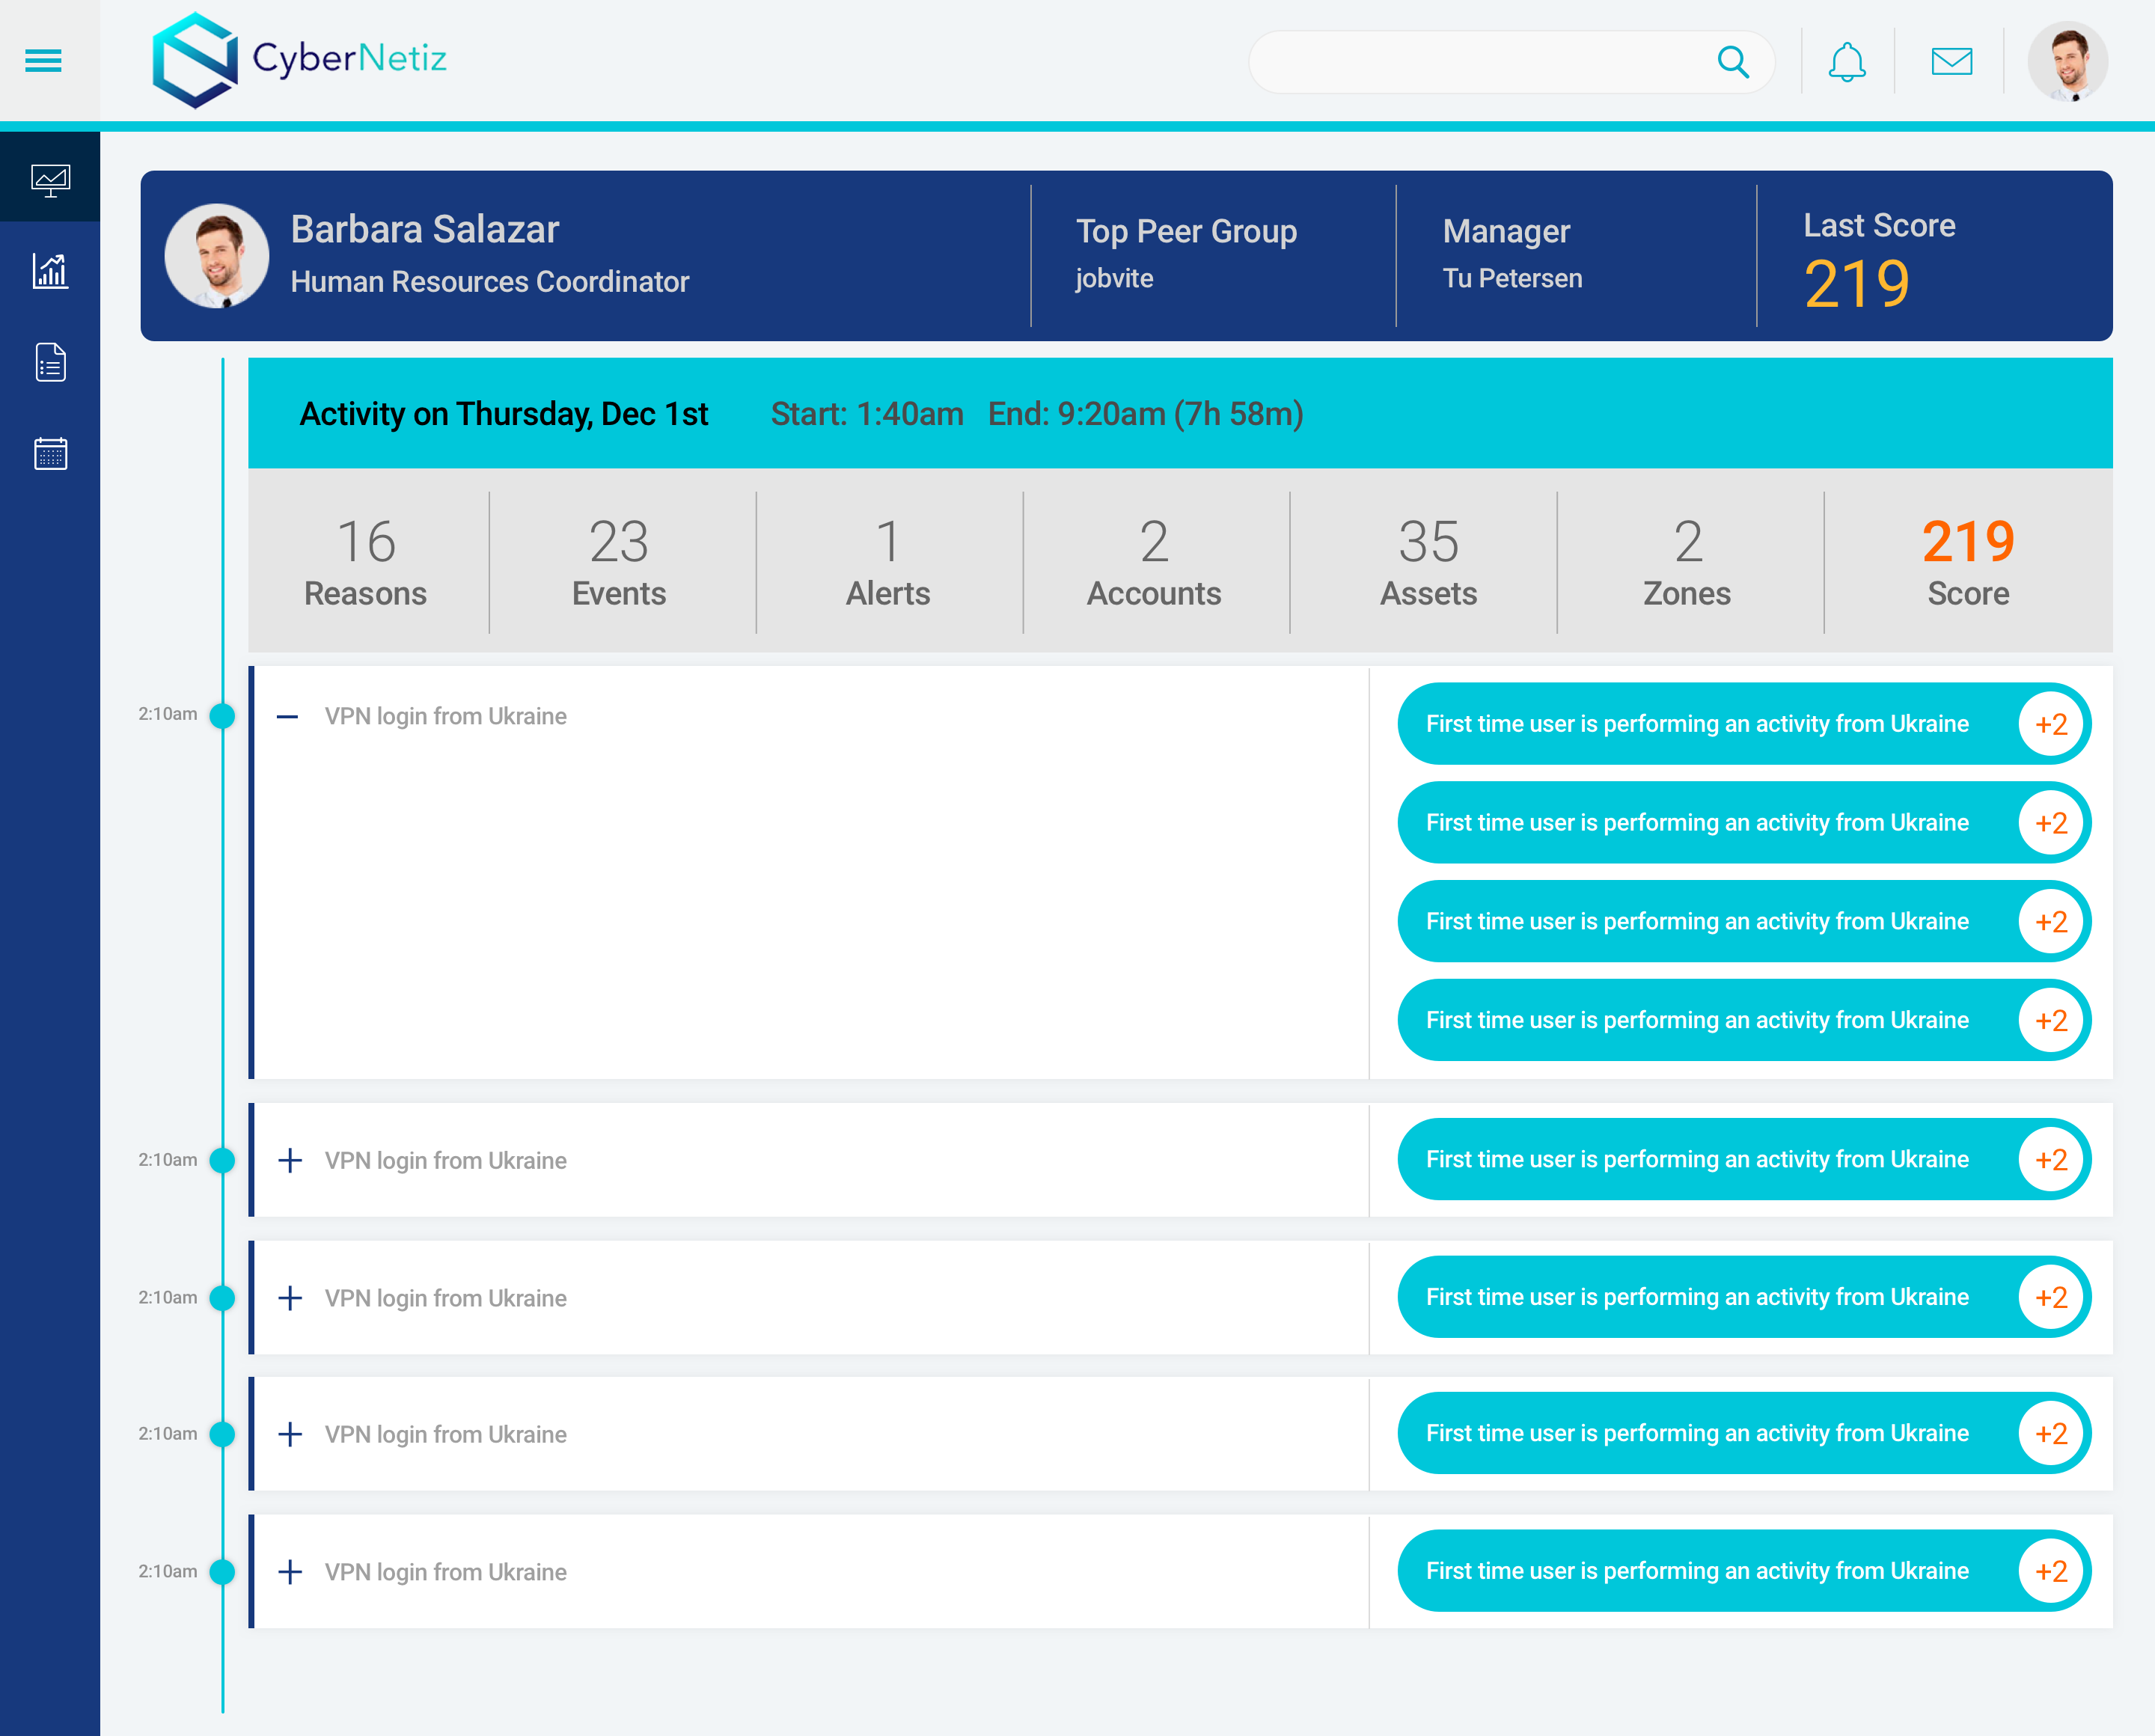 CyberNetiz
Barbara Salazar
Human Resources Coordinator
Top Peer Group
jobvite
Manager
Tu Petersen
Last Score
219
Activity on Thursday, Dec 1st Start: 1:40am End: 9:20am (7h 58m)
16 23 1 2 35 2 219
Reasons Events Alerts Accounts Assets Zones Score
2:10am VPN login from Ukraine First time user is performing an activity from Ukraine +2
First time user is performing an activity from Ukraine +2
First time user is performing an activity from Ukraine +2
First time user is performing an activity from Ukraine +2
2:10am VPN login from Ukraine First time user is performing an activity from Ukraine +2
2:10am VPN login from Ukraine First time user is performing an activity from Ukraine +2
2:10am VPN login from Ukraine First time user is performing an activity from Ukraine +2
2:10am VPN login from Ukraine First time user is performing an activity from Ukraine +2